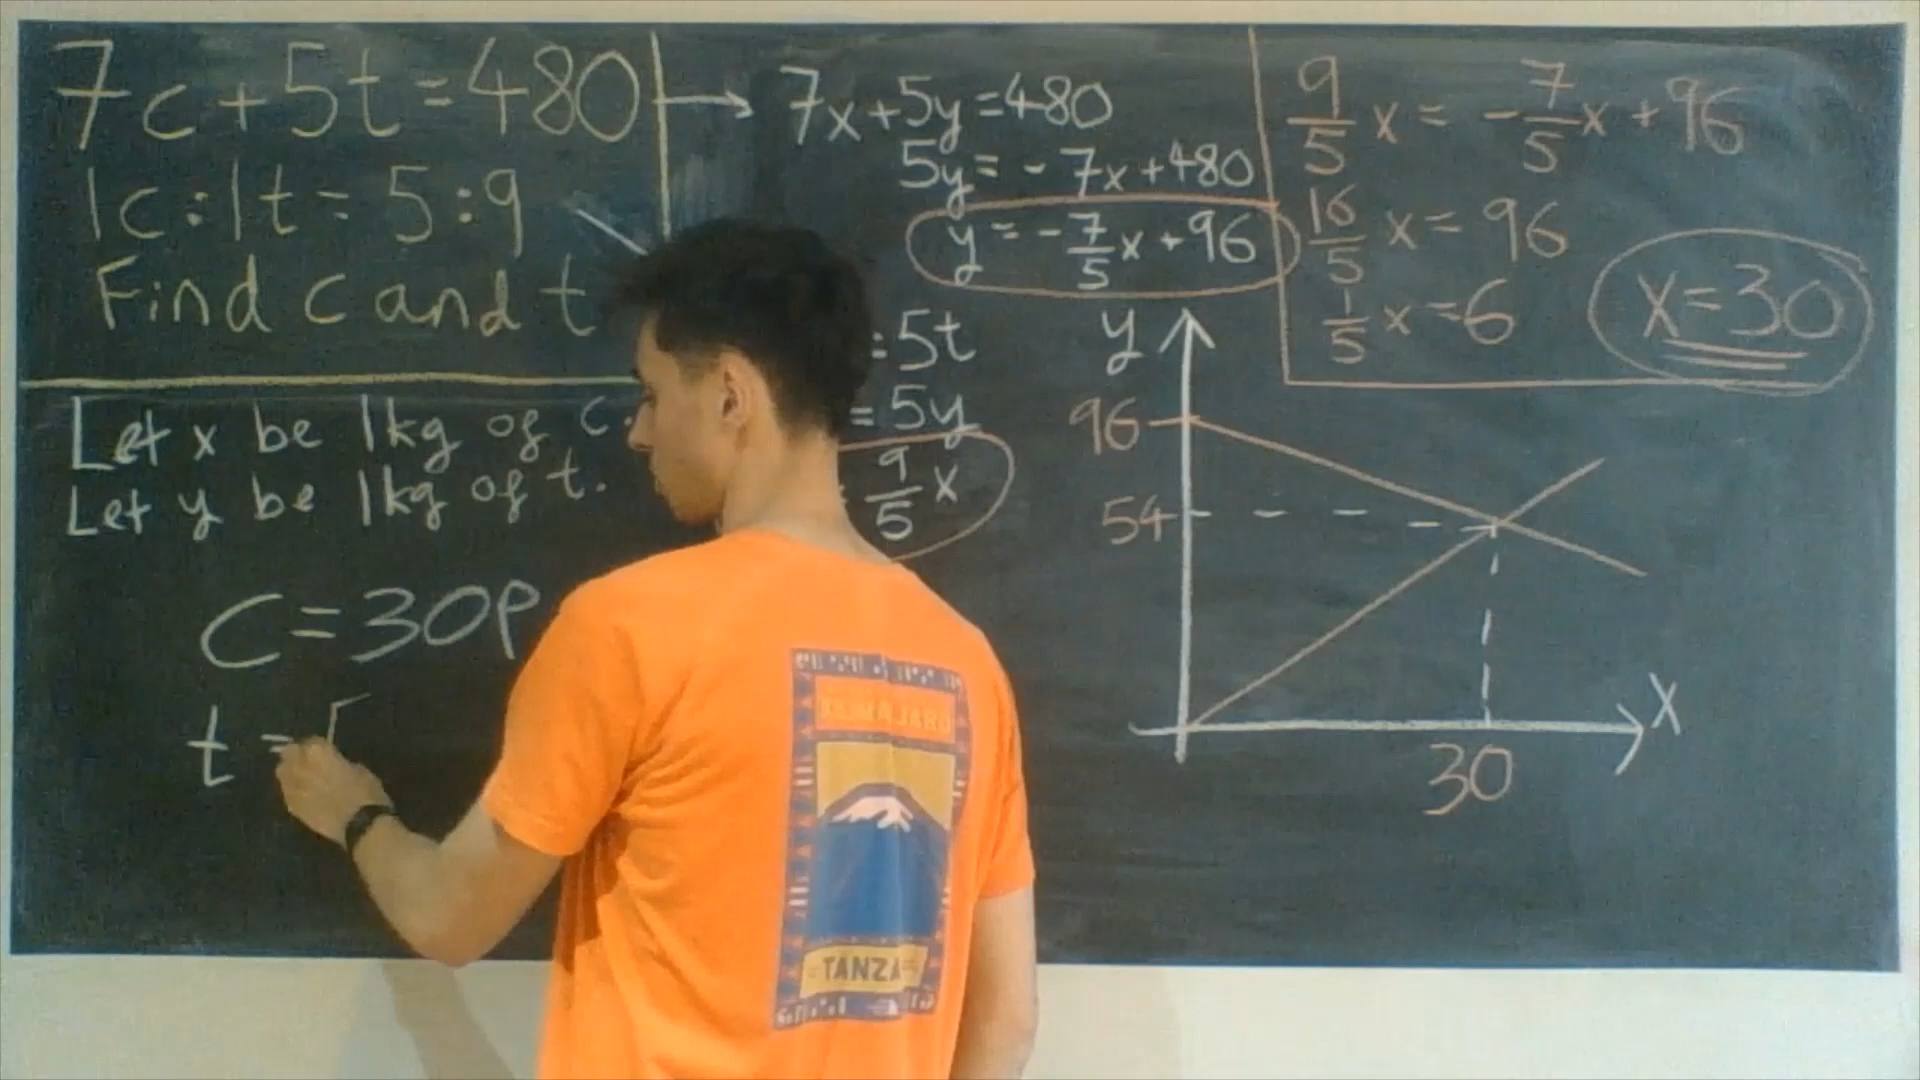 7c+5t=480
1c:1t=5:9
Find c and t
Let x be 1kg of c.
Let y be 1kg of t.
C=30p
t=5
7x+5y=480
5y=-7x+480
y=-7/5x+96
:5t
=5y
9/5x
9/5x=-7/5x+96
16/5x=96
1/5x=6
x=30
y
96
54
30
x
KILIMANJARO
TANZA